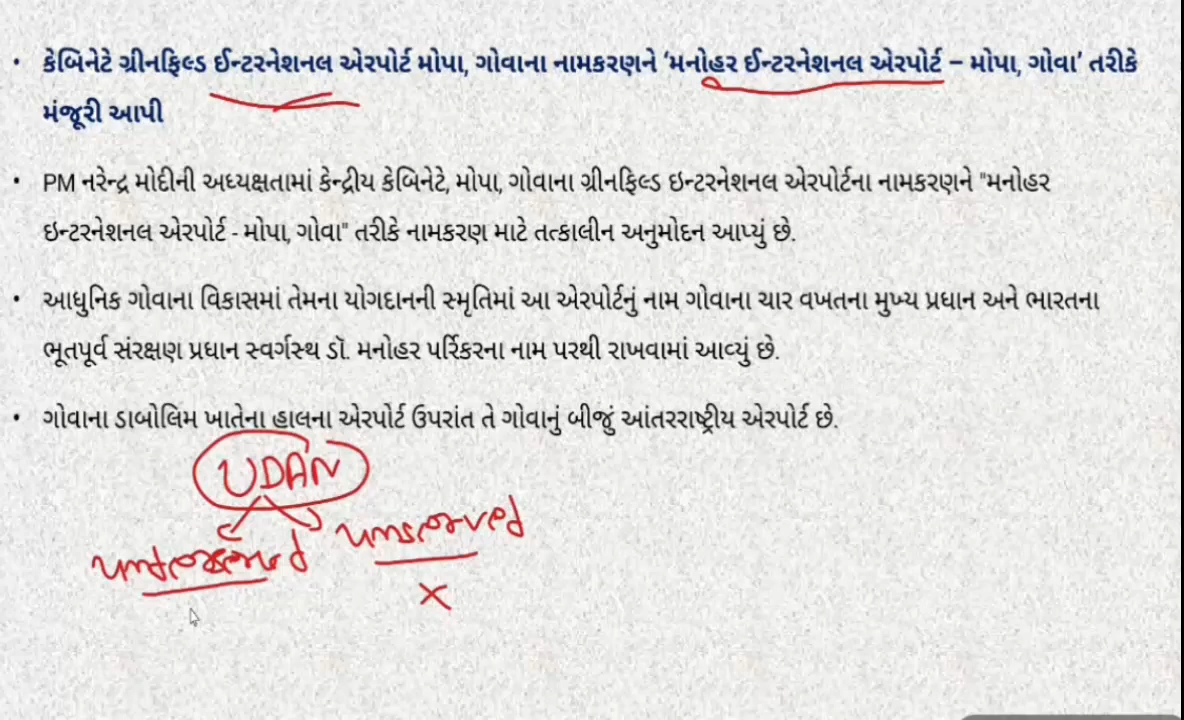 • કેબિનેટે ગ્રીનફિલ્ડ ઈન્ટરનેશનલ એરપોર્ટ મોપા, ગોવાના નામકરણને ‘મનોહર ઈન્ટરનેશનલ એરપોર્ટ – મોપા, ગોવા’ તરીકે
મંજૂરી આપી
• PM નરેન્દ્ર મોદીની અધ્યક્ષતામાં કેન્દ્રીય કેબિનેટે, મોપા, ગોવાના ગ્રીનફિલ્ડ ઇન્ટરનેશનલ એરપોર્ટના નામકરણને "મનોહર
ઇન્ટરનેશનલ એરપોર્ટ - મોપા, ગોવા" તરીકે નામકરણ માટે તત્કાલીન અનુમોદન આપ્યું છે.
• આધુનિક ગોવાના વિકાસમાં તેમના યોગદાનની સ્મૃતિમાં આ એરપોર્ટનું નામ ગોવાના ચાર વખતના મુખ્ય પ્રધાન અને ભારતના
ભૂતપૂર્વ સંરક્ષણ પ્રધાન સ્વર્ગસ્થ ડૉ. મનોહર પર્રિકરના નામ પરથી રાખવામાં આવ્યું છે.
• ગોવાના ડાબોલિમ ખાતેના હાલના એરપોર્ટ ઉપરાંત તે ગોવાનું બીજું આંતરરાષ્ટ્રીય એરપોર્ટ છે.
UDAN
underserved unserved
x